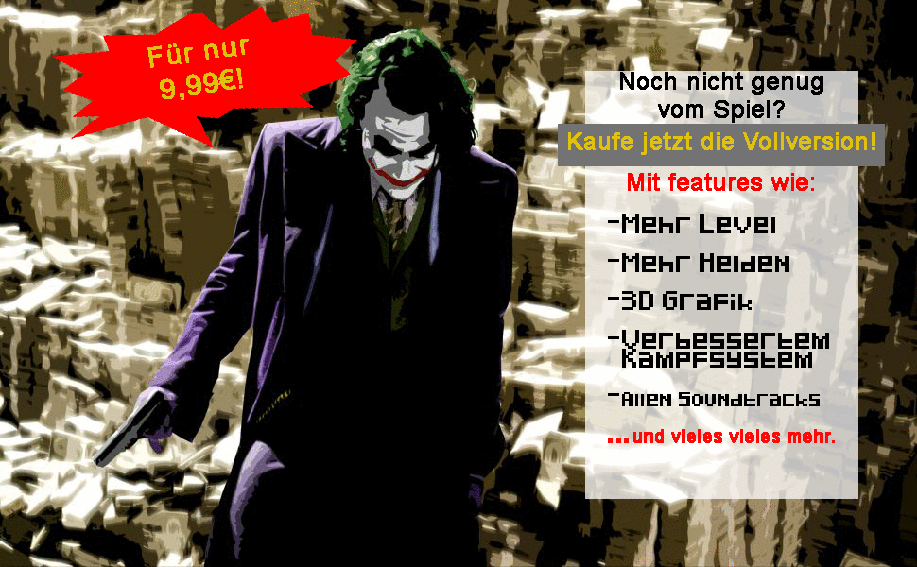 Für nur
9,99€!
Noch nicht genug
vom Spiel?
Kaufe jetzt die Vollversion!
Mit features wie:
-Mehr Level
-Mehr Helden
-3D Grafik
-Verbessertem
Kampfsystem
-Allen Soundtracks
...und vieles vieles mehr.